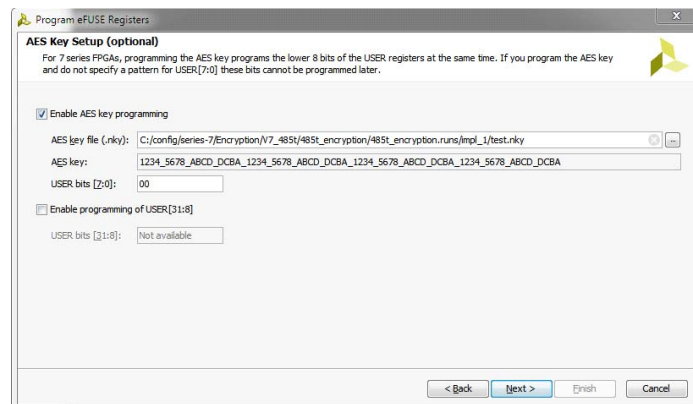 Program eFUSE Registers
AES Key Setup (optional)
For 7 series FPGAs, programming the AES key programs the lower 8 bits of the USER registers at the same time. If you program the AES key
and do not specify a pattern for USER[7:0] these bits cannot be programmed later.
Enable AES key programming
AES key file (.nky): C:/config/series-7/Encryption/V7_485t/485t_encryption/485t_encryption.runs/impl_1/test.nky ...
AES key: 1234_5678_ABCD_DCBA_1234_5678_ABCD_DCBA_1234_5678_ABCD_DCBA_1234_5678_ABCD_DCBA
USER bits [7:0]: 00
Enable programming of USER[31:8]
USER bits [31:8]: Not available
< Back Next > Finish Cancel